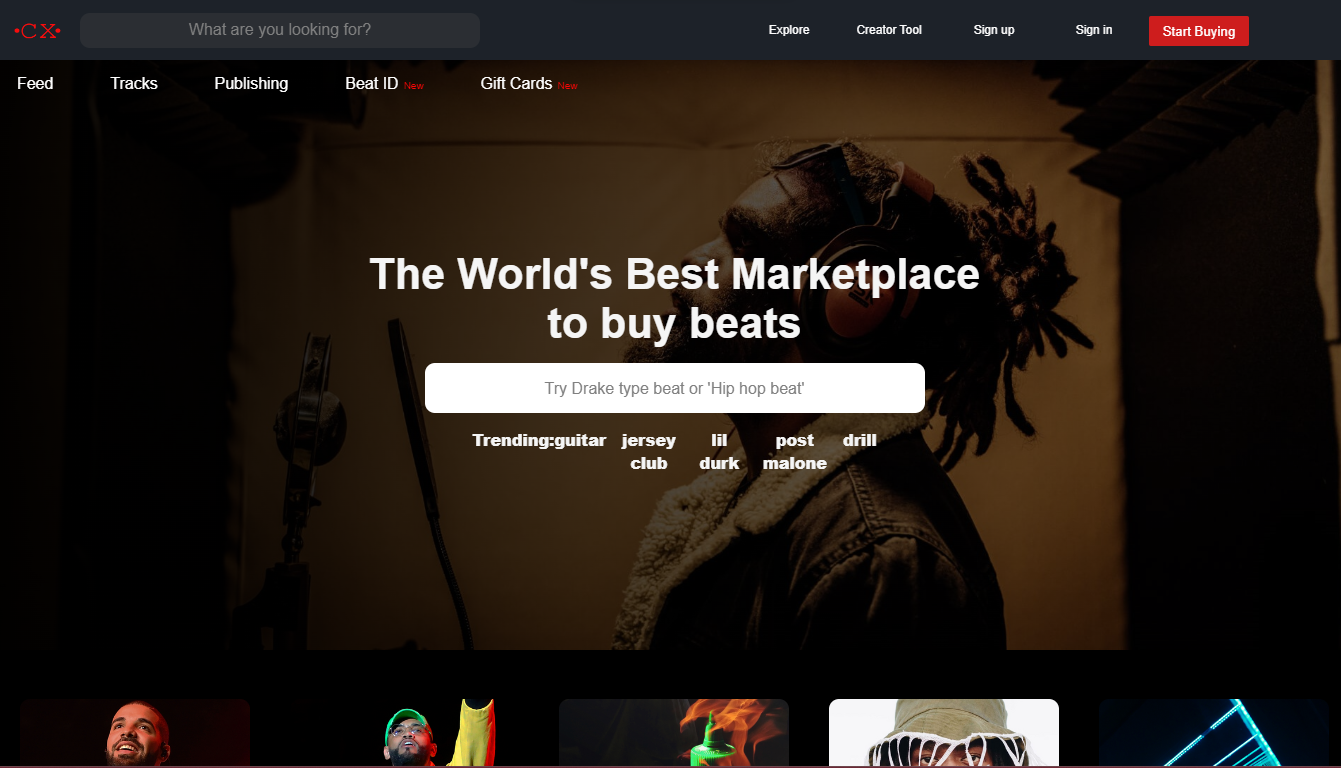 •CX•
What are you looking for?
Explore
Creator Tool
Sign up
Sign in
Start Buying
Feed
Tracks
Publishing
Beat ID New
Gift Cards New
The World's Best Marketplace
to buy beats
Try Drake type beat or 'Hip hop beat'
Trending:guitar jersey lil post drill
club durk malone